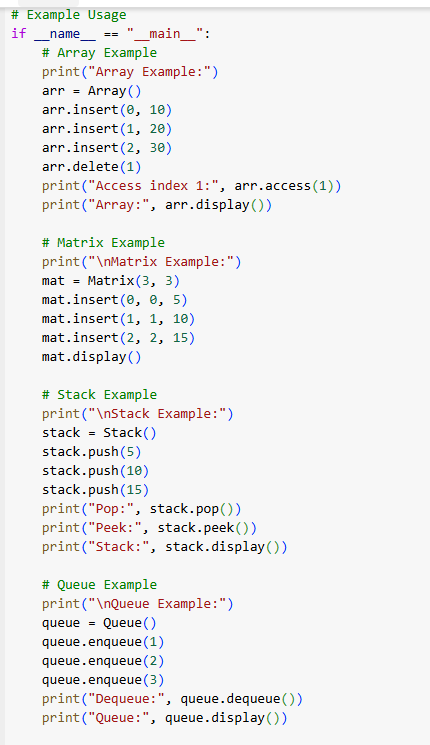 # Example Usage
if __name__ == "__main__":
    # Array Example
    print("Array Example:")
    arr = Array()
    arr.insert(0, 10)
    arr.insert(1, 20)
    arr.insert(2, 30)
    arr.delete(1)
    print("Access index 1:", arr.access(1))
    print("Array:", arr.display())

    # Matrix Example
    print("\nMatrix Example:")
    mat = Matrix(3, 3)
    mat.insert(0, 0, 5)
    mat.insert(1, 1, 10)
    mat.insert(2, 2, 15)
    mat.display()

    # Stack Example
    print("\nStack Example:")
    stack = Stack()
    stack.push(5)
    stack.push(10)
    stack.push(15)
    print("Pop:", stack.pop())
    print("Peek:", stack.peek())
    print("Stack:", stack.display())

    # Queue Example
    print("\nQueue Example:")
    queue = Queue()
    queue.enqueue(1)
    queue.enqueue(2)
    queue.enqueue(3)
    print("Dequeue:", queue.dequeue())
    print("Queue:", queue.display())